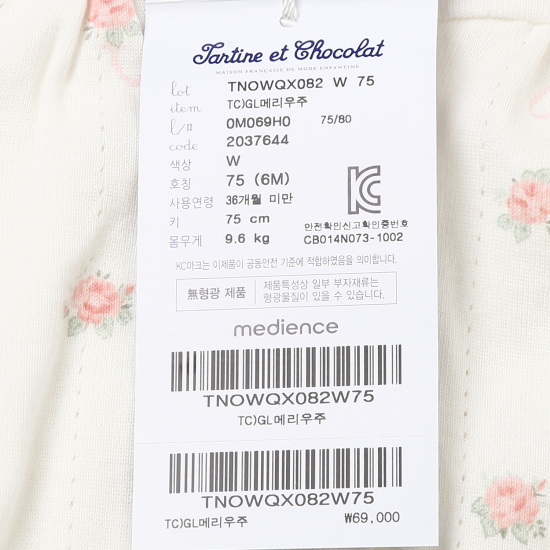 Tartine et Chocolat
MAISON FRANÇAISE DE MODE ENFANTINE
lot TNOWQX082 W 75
item TC)GL메리우주
l/# 0M069H0 75/80
code 2037644
색상 W
호칭 75 (6M)
사용연령 36개월 미만
키 75 cm
몸무게 9.6 kg
안전확인신고확인증번호
CB014N073-1002
KC마크는 이제품이 공동안전 기준에 적합하였음을 의미합니다.
無형광 제품
제품특성상 일부 부자재류는
형광물질이 있을 수 있습니다.
medience
TNOWQX082W75
TC)GL메리우주
TNOWQX082W75
TC)GL메리우주 ₩69,000